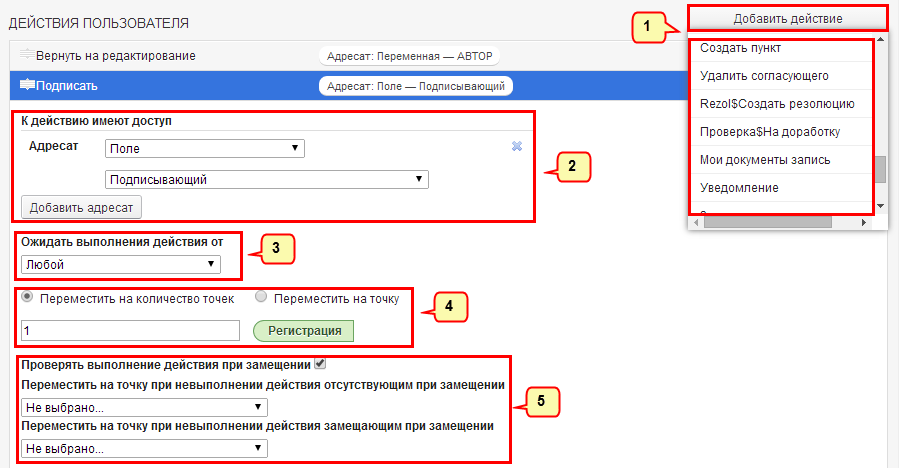 ДЕЙСТВИЯ ПОЛЬЗОВАТЕЛЯ
1
Добавить действие
Вернуть на редактирование
Адресат: Переменная — АВТОР
Подписать
Адресат: Поле — Подписывающий
Создать пункт
Удалить согласующего
Rezol$Создать резолюцию
Проверка$На доработку
Мои документы запись
Уведомление
К действию имеют доступ
Адресат
Поле
Подписывающий
2
Добавить адресат
Ожидать выполнения действия от
Любой
3
Переместить на количество точек
Переместить на точку
1
Регистрация
4
Проверять выполнение действия при замещении
Переместить на точку при невыполнении действия отсутствующим при замещении
Не выбрано...
Переместить на точку при невыполнении действия замещающим при замещении
Не выбрано...
5